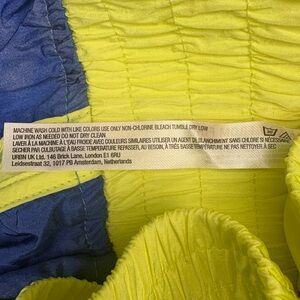 MACHINE WASH COLD WITH LIKE COLORS USE ONLY NON-CHLORINE BLEACH TUMBLE DRY LOW
LOW IRON AS NEEDED DO NOT DRY CLEAN
LAVER À LA MACHINE À L'EAU FROIDE AVEC COULEURS SIMILAIRES UTILISER UN AGENT DE BLANCHIMENT SANS CHLORE SI NÉCESSAIRE
SÉCHER PAR CULBUTAGE À BASSE TEMPÉRATURE REPASSER, AU BESOIN, À TRÈS BASSE TEMPÉRATURE NE PAS NETTOYER À SEC
URBN UK Ltd. 146 Brick Lane, London E1 6RU
Leidsestraat 32, 1017 PB Amsterdam, Netherlands